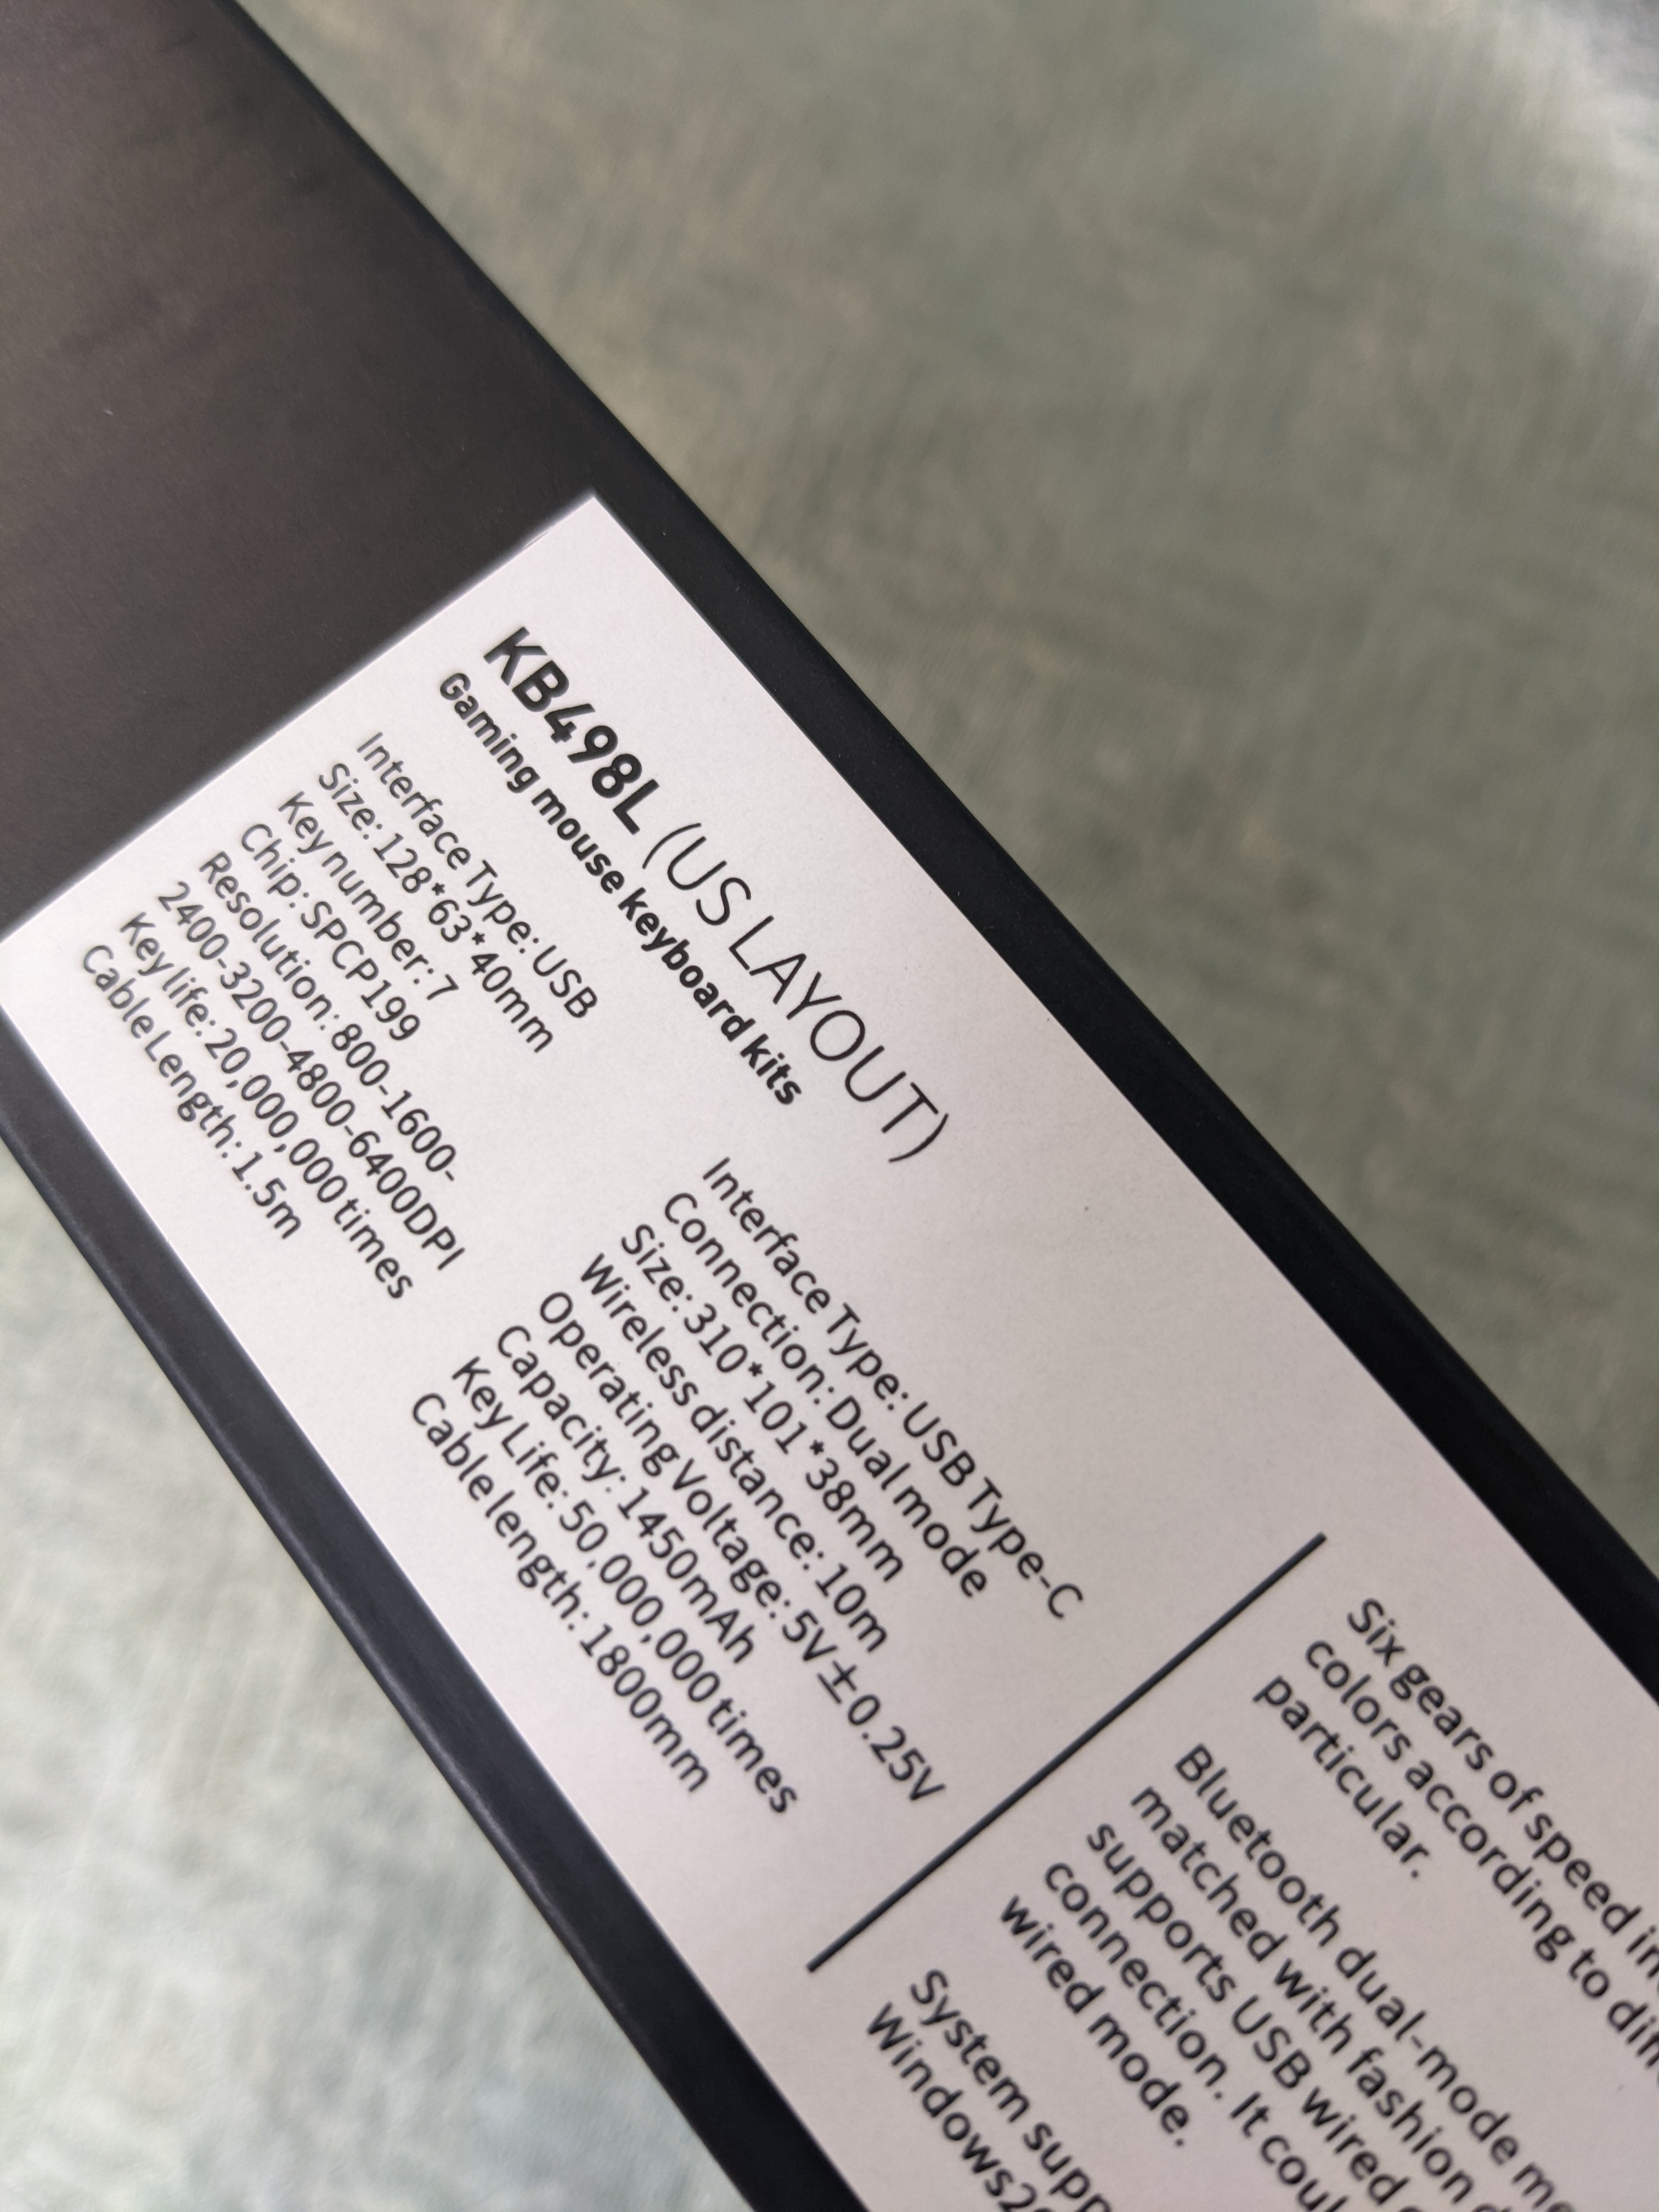 KB498L (US LAYOUT)
Gaming mouse keyboard kits
Interface Type: USB
Size: 128*63*40mm
Key number: 7
Chip: SPCP199
Resolution: 800-1600-
2400-3200-4800-6400DPI
Key life: 20,000,000 times
Cable Length: 1.5m
Interface Type: USB Type-C
Connection: Dual mode
Size: 310*101*38mm
Wireless distance: 10m
Operating Voltage: 5V±0.25V
Capacity: 1450mAh
Key Life: 50,000,000 times
Cable length: 1800mm
Six gears of speed in
colors according to
particular.
Bluetooth dual-mode
matched with fashion
supports USB wired
connection. It
wired mode.
System